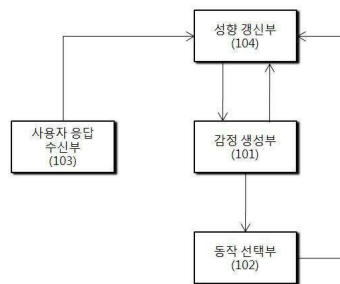 성향 갱신부
(104)
사용자 응답
수신부
(103)
감정 생성부
(101)
동작 선택부
(102)